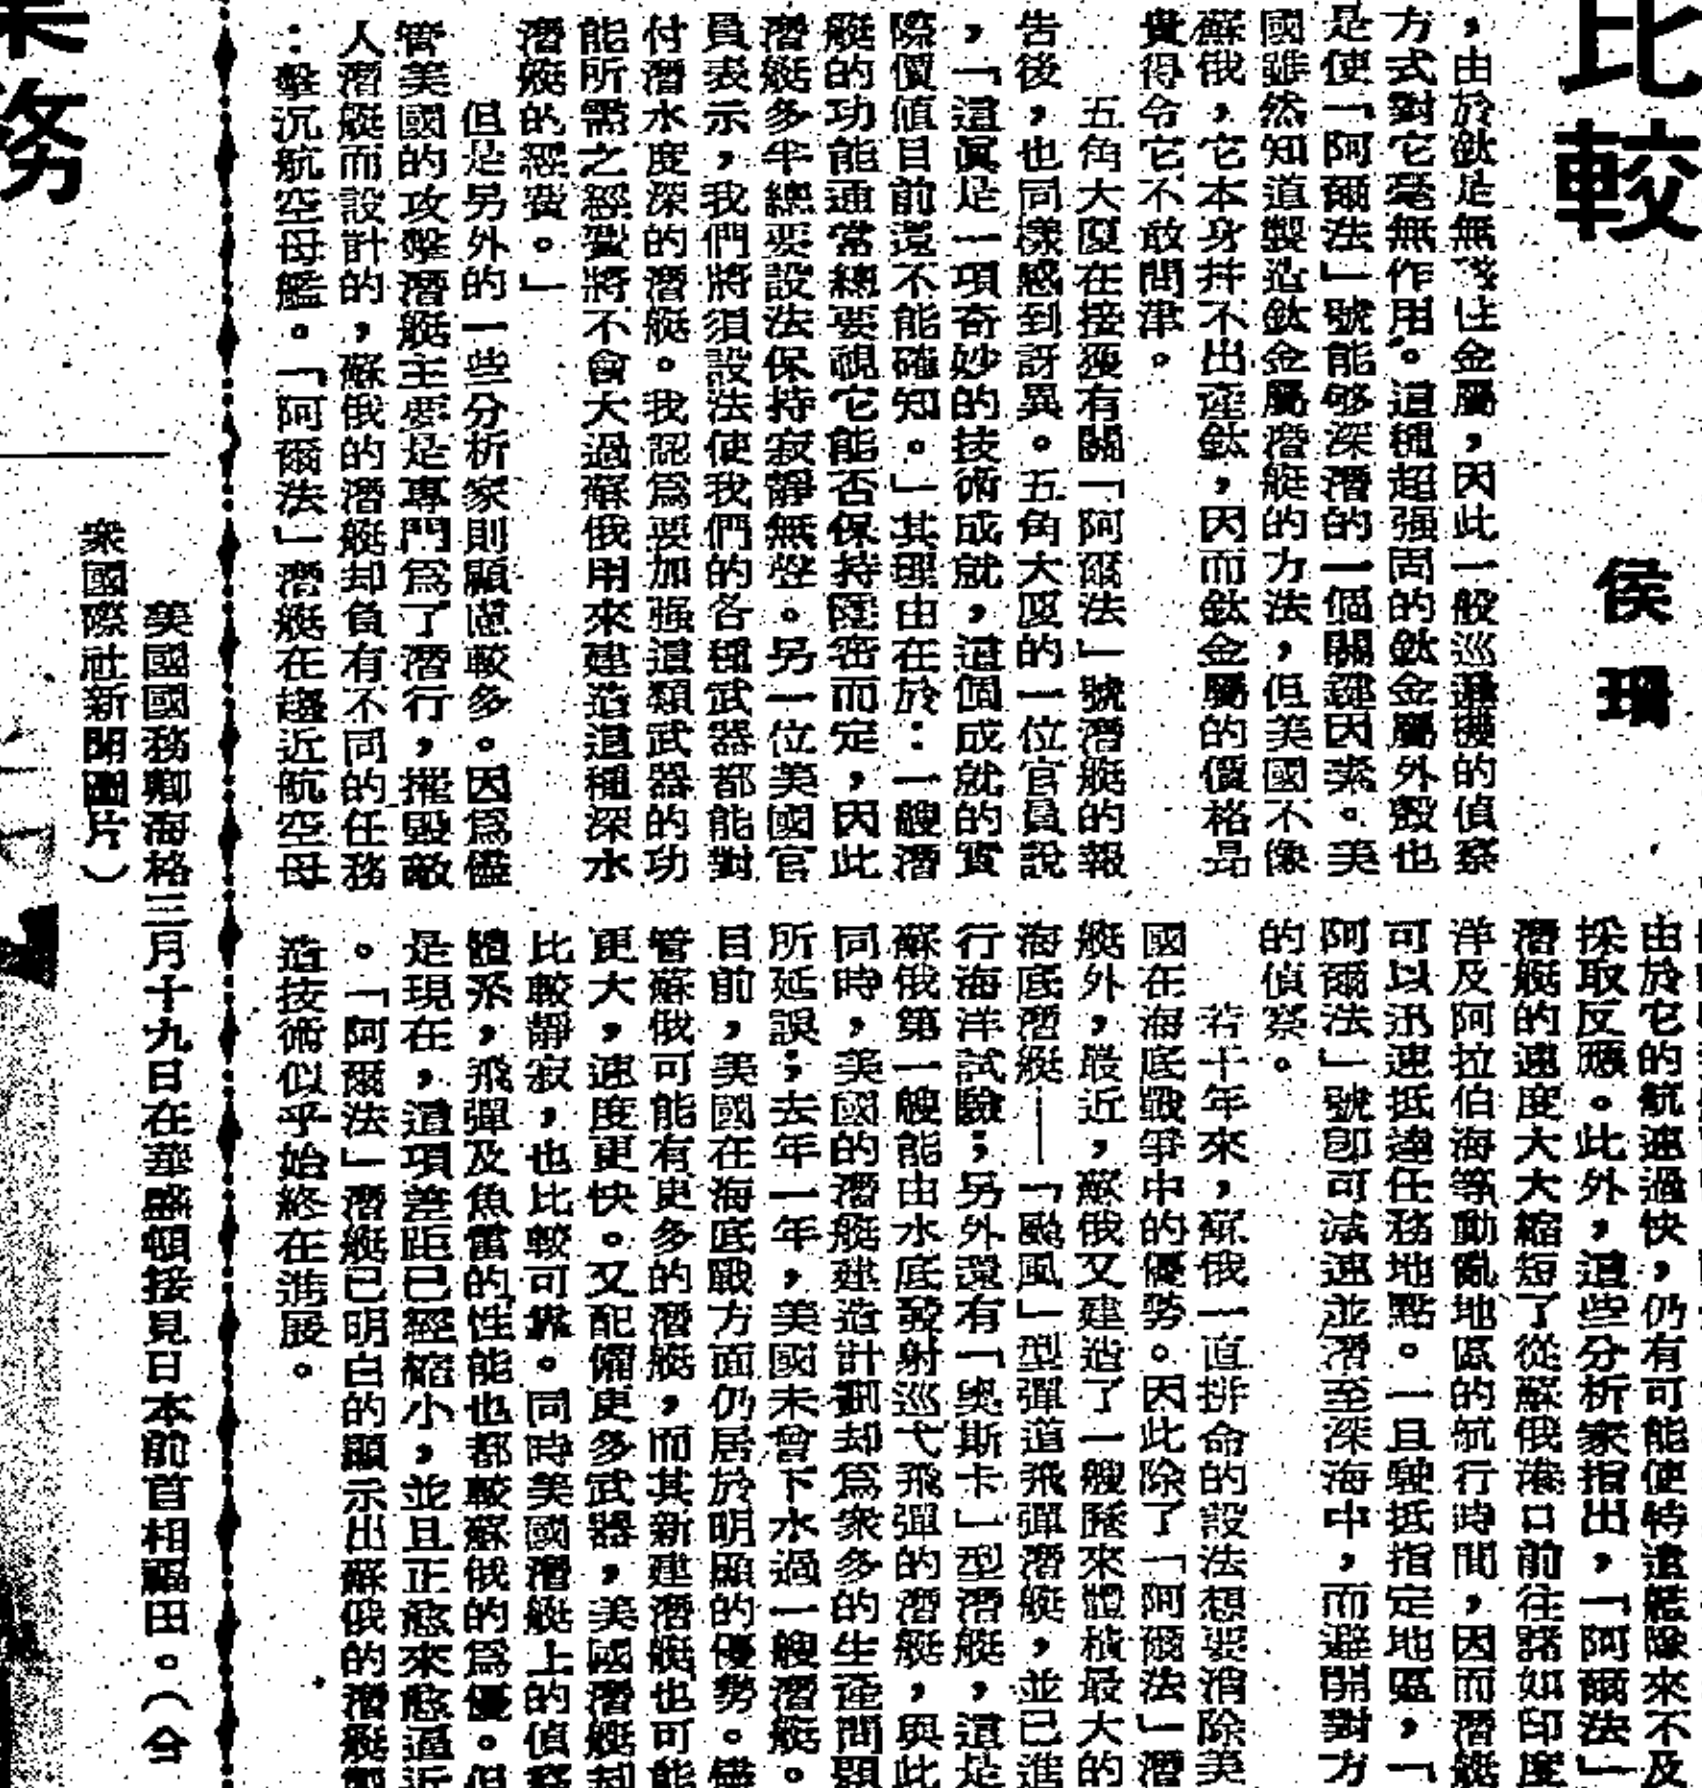 比較
侯珊
，由於鈦是無磁性金屬，因此一般巡邏機的偵察
方式對它毫無作用。這種超强固的鈦金屬外殼也
是使「阿爾法」號能够深潛的一個關鍵因素。美
國雖然知道製造鈦金屬潛艇的方法，但美國不像
蘇俄，它本身并不出產鈦，因而鈦金屬的價格昂
貴得令它不敢問津。
五角大廈在接獲有關「阿爾法」號潛艇的報
告後，也同樣感到訝異。五角大廈的一位官員說
，「這眞是一項奇妙的技術成就，這個成就的實
際價値目前還不能確知。」其理由在於：一艘潛
艇的功能通常總要視它能否保持隱密而定，因此
潛艇多半總要設法保持寂靜無聲。另一位美國官
員表示，我們將須設法使我們的各種武器都能對
付潛水度深的潛艇。我認爲要加强這類武器的功
能所需之經費將不會大過蘇俄用來建造這種深水
潛艇的經費。」
但是另外的一些分析家則顧慮較多。因爲儘
管美國的攻擊潛艇主要是專門爲了潛行，摧毀敵
人潛艇而設計的，蘇俄的潛艇却負有不同的任務
：擊沉航空母艦。「阿爾法」潛艇在趨近航空母
由於它的航速過快，仍有可能使特遣艦隊來不及
採取反應。此外，這些分析家指出，「阿爾法」
潛艇的速度大大縮短了從蘇俄港口前往諸如印度
洋及阿拉伯海等動亂地區的航行時間，因而潛艇
可以迅速抵達任務地點。一旦駛抵指定地區，「
阿爾法」號卽可减速並潛至深海中，而避開對方
的偵察。
若干年來，蘇俄一直拼命的設法想要消除美
國在海底戰爭中的優勢。因此除了「阿爾法」潛
艇外，最近，蘇俄又建造了一艘歷來體積最大的
海底潛艇——「颱風」型彈道飛彈潛艇，並已進
行海洋試驗；另外還有「奧斯卡」型潛艇，這是
蘇俄第一艘能由水底發射巡弋飛彈的潛艇，與此
同時，美國的潛艇建造計劃却爲衆多的生產問題
所延誤；去年一年，美國未曾下水過一艘潛艇。
目前，美國在海底戰方面仍居於明顯的優勢。儘
管蘇俄可能有更多的潛艇，而其新建潛艇也可能
更大，速度更快。又配備更多武器，美國潛艇却
比較靜寂，也比較可靠。同時美國潛艇上的偵察
體系，飛彈及魚雷的性能也都較蘇俄的爲優。但
是現在，這項差距已經縮小，並且正愈來愈逼近
。「阿爾法」潛艇已明白的顯示出蘇俄的潛艇製
造技術似乎始終在進展。
業務
美國國務卿海格三月十九日在華盛頓接見日本前首相福田。（合
衆國際社新聞圖片）